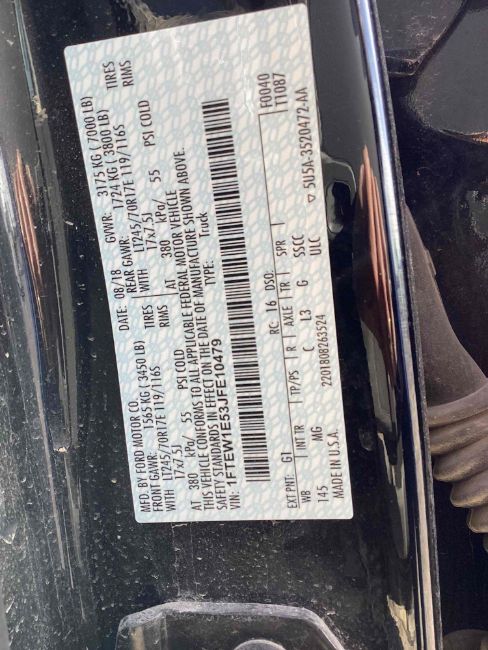 MFD. BY FORD MOTOR CO. DATE: 08/18 GVWR: 3175 KG ( 7000 LB)
FRONT GAWR: 1565 KG ( 3450 LB) REAR GAWR: 1724 KG ( 3800 LB)
WITH LT245/70R17E 119/116S TIRES WITH LT245/70R17E 119/116S TIRES
17x7.5J RIMS 17x7.5J RIMS
AT 380 kPa/ 55 PSI COLD AT 380 kPa/ 55 PSI COLD
THIS VEHICLE CONFORMS TO ALL APPLICABLE FEDERAL MOTOR VEHICLE
SAFETY STANDARDS IN EFFECT ON THE DATE OF MANUFACTURE SHOWN ABOVE.
VIN: 1FTEW1E53JFE10479 TYPE: Truck
F0040
T1087
EXT PNT: G1 RC: 16 DSO:
WB INT TR TP/PS R AXLE TR SPR
145 MG C L3 G SSCC
MADE IN U.S.A. 2201808263524 ULC ▽ 5U5A-3520472-AA